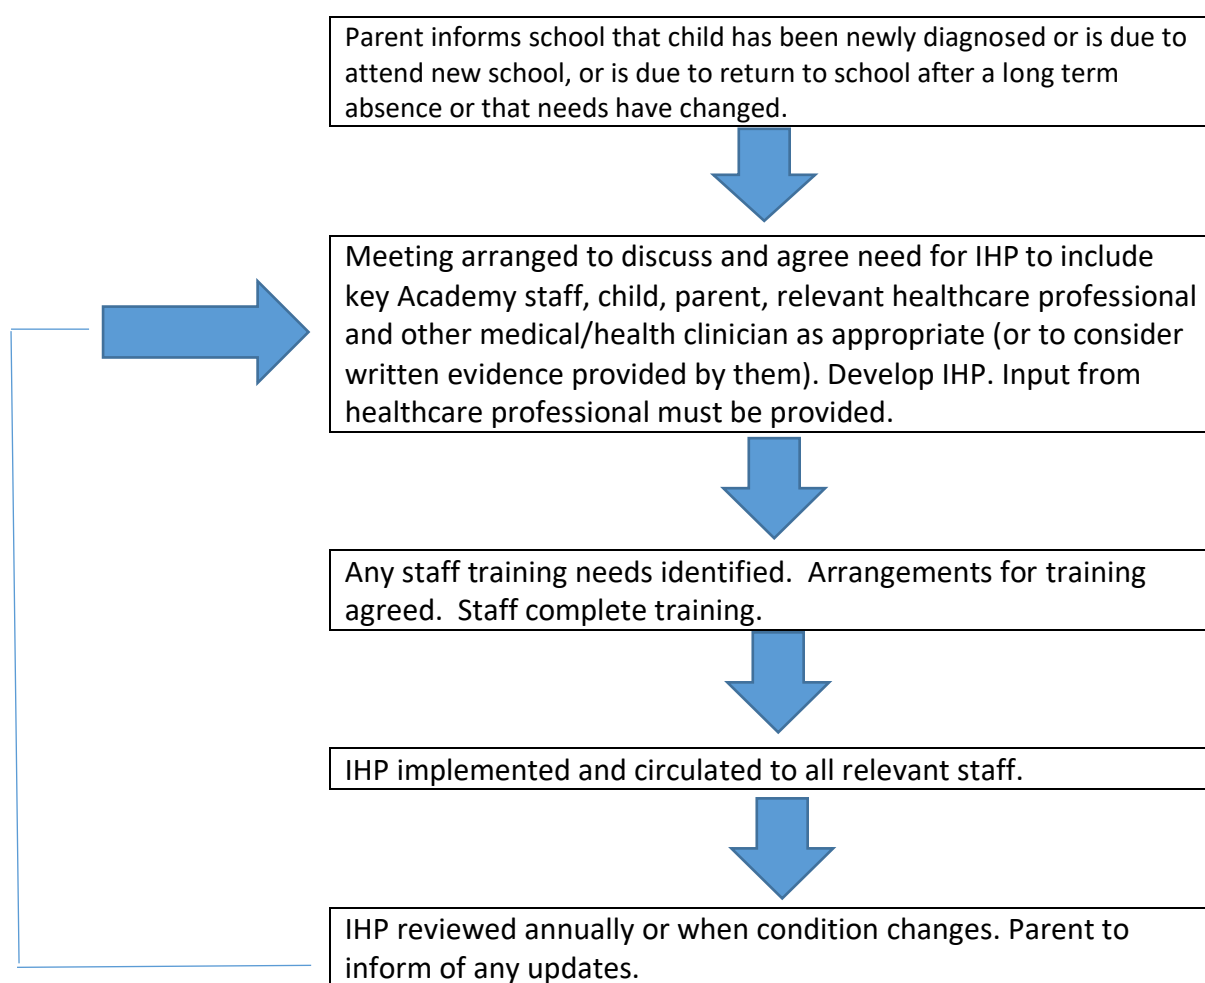 Parent informs school that child has been newly diagnosed or is due to
attend new school, or is due to return to school after a long term
absence or that needs have changed.
Meeting arranged to discuss and agree need for IHP to include
key Academy staff, child, parent, relevant healthcare professional
and other medical/health clinician as appropriate (or to consider
written evidence provided by them). Develop IHP. Input from
healthcare professional must be provided.
Any staff training needs identified.  Arrangements for training
agreed.  Staff complete training.
IHP implemented and circulated to all relevant staff.
IHP reviewed annually or when condition changes. Parent to
inform of any updates.